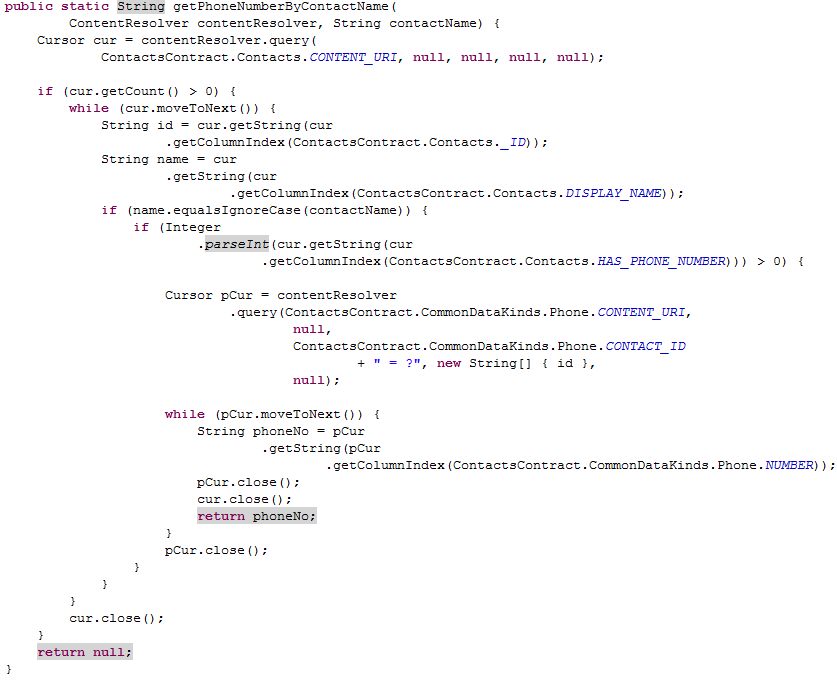 public static String getPhoneNumberByContactName(
        ContentResolver contentResolver, String contactName) {
    Cursor cur = contentResolver.query(
            ContactsContract.Contacts.CONTENT_URI, null, null, null, null);

    if (cur.getCount() > 0) {
        while (cur.moveToNext()) {
            String id = cur.getString(cur
                    .getColumnIndex(ContactsContract.Contacts._ID));
            String name = cur
                    .getString(cur
                            .getColumnIndex(ContactsContract.Contacts.DISPLAY_NAME));
            if (name.equalsIgnoreCase(contactName)) {
                if (Integer
                        .parseInt(cur.getString(cur
                                .getColumnIndex(ContactsContract.Contacts.HAS_PHONE_NUMBER))) > 0) {

                    Cursor pCur = contentResolver
                            .query(ContactsContract.CommonDataKinds.Phone.CONTENT_URI,
                                    null,
                                    ContactsContract.CommonDataKinds.Phone.CONTACT_ID
                                            + " = ?", new String[] { id },
                                    null);

                    while (pCur.moveToNext()) {
                        String phoneNo = pCur
                                .getString(pCur
                                        .getColumnIndex(ContactsContract.CommonDataKinds.Phone.NUMBER));
                        pCur.close();
                        cur.close();
                        return phoneNo;
                    }
                    pCur.close();
                }
            }
        }
        cur.close();
    }
    return null;
}